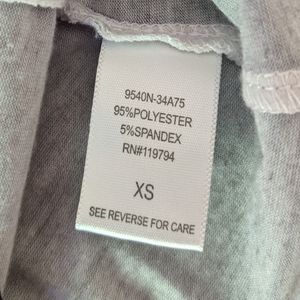 9540N-34A75
95%POLYESTER
5%SPANDEX
RN#119794
XS
SEE REVERSE FOR CARE